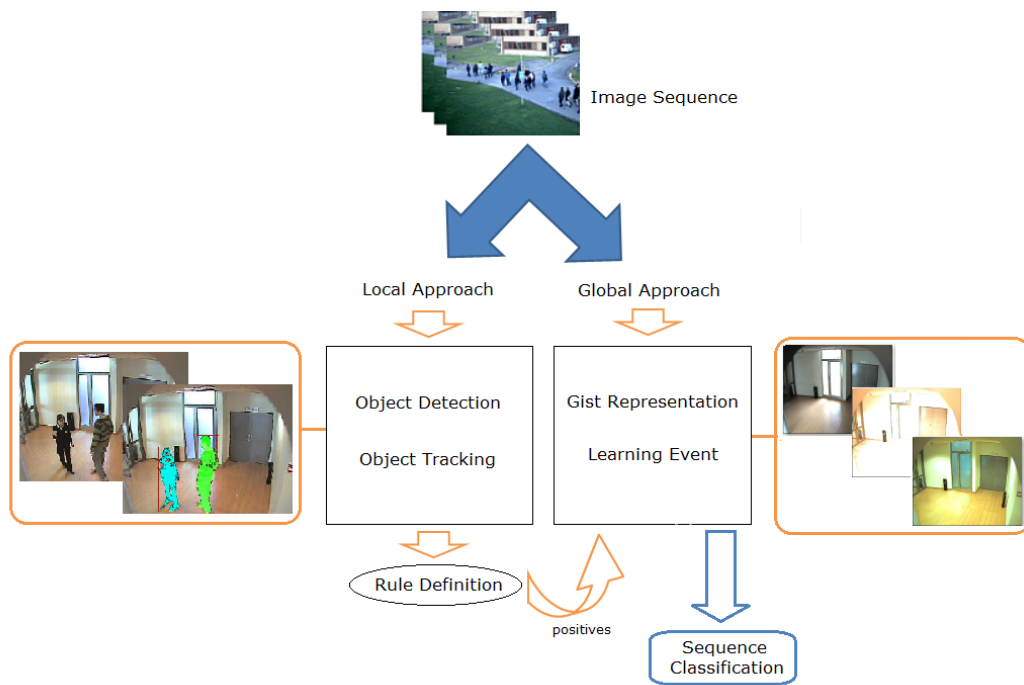 Image Sequence
Local Approach
Global Approach
Object Detection
Object Tracking
Gist Representation
Learning Event
Rule Definition
positives
Sequence
Classification